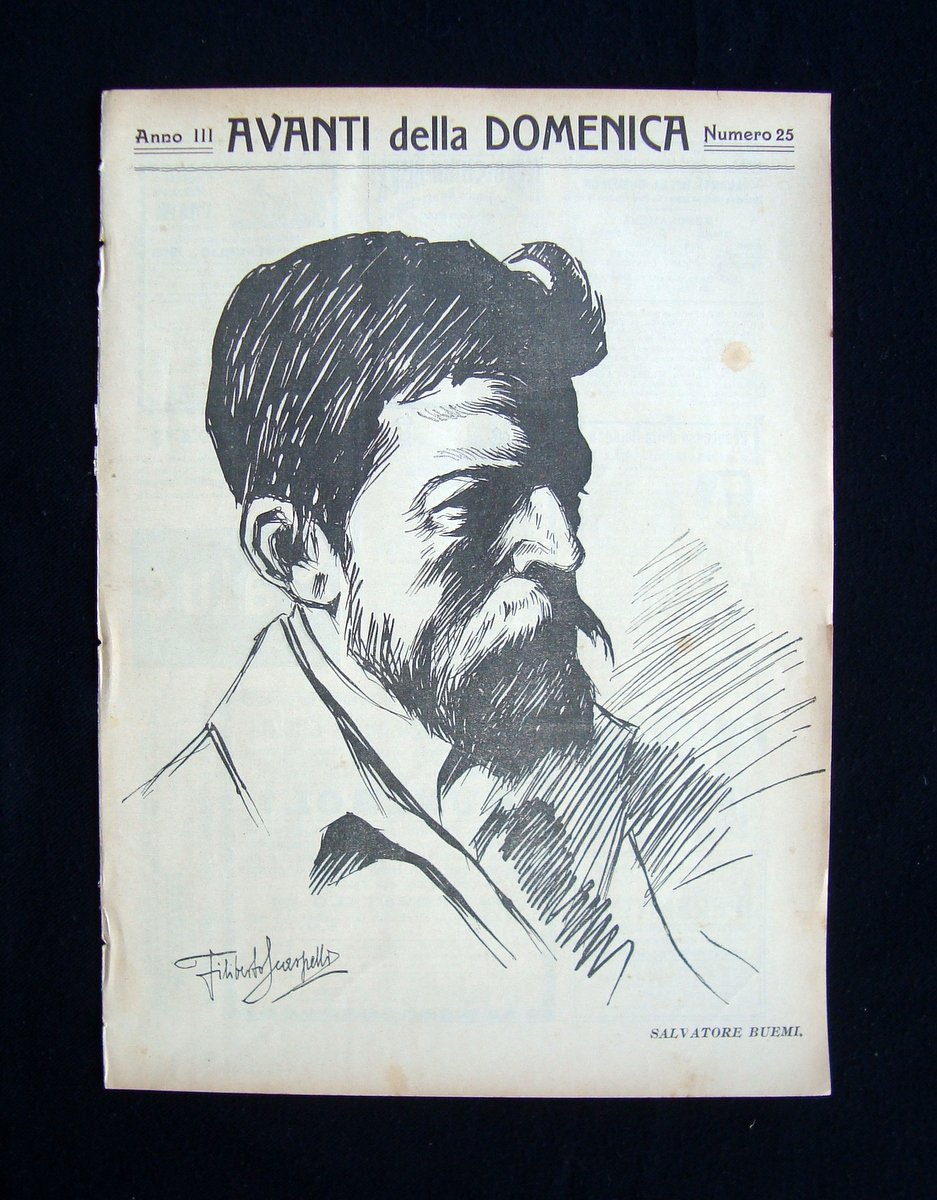 Anno III AVANTI della DOMENICA Numero 25
Filiberto Scarpelli
SALVATORE BUEMI.